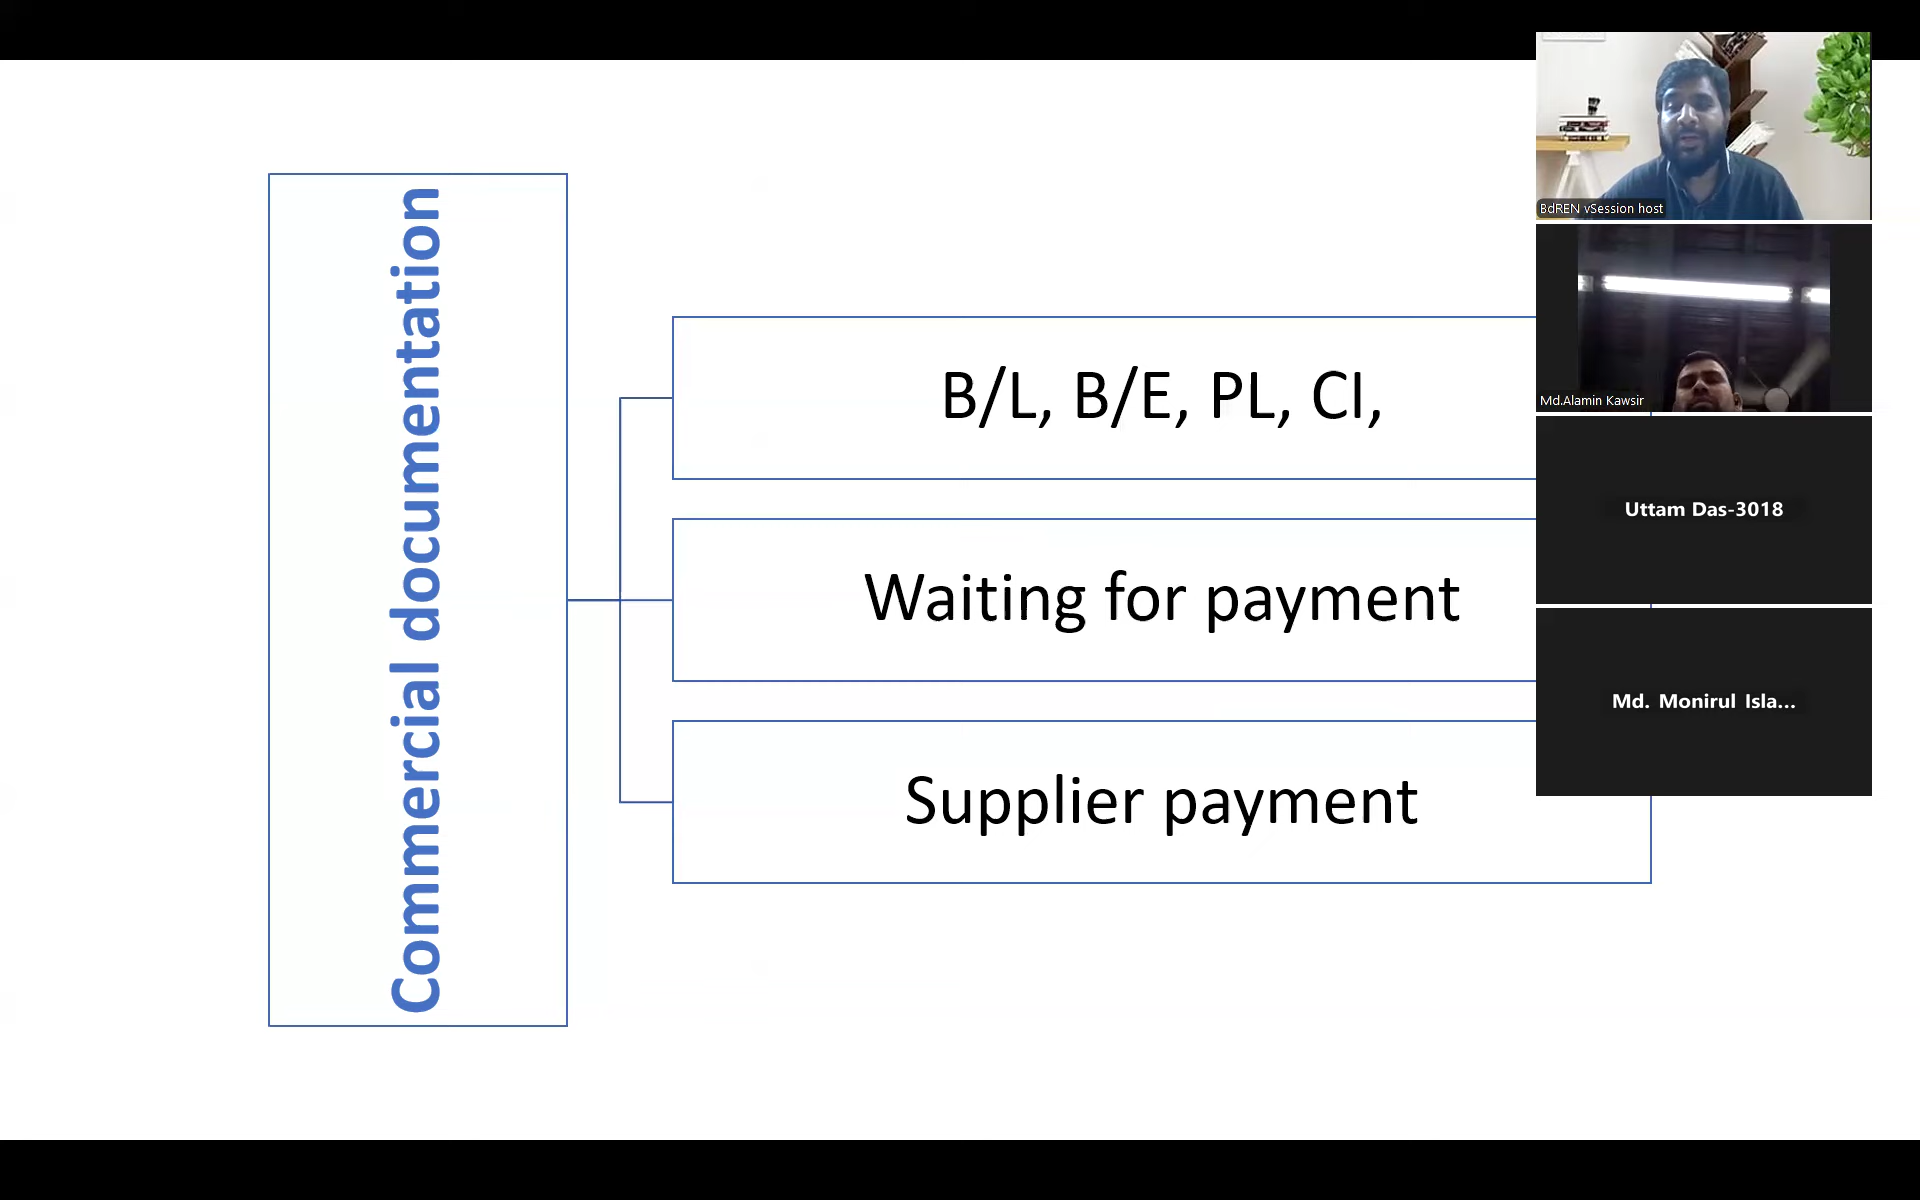 Commercial documentation
B/L, B/E, PL, CI,
Waiting for payment
Supplier payment
BdREN vSession host
Md.Alamin Kawsir
Uttam Das-3018
Md. Monirul Isla...